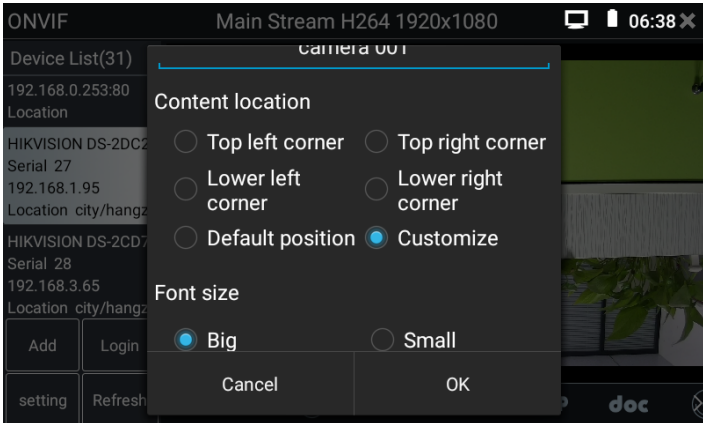 ONVIF
Main Stream H264 1920x1080
06:38
Device List(31)
192.168.0.253:80
Location
HIKVISION DS-2DC2
Serial 27
192.168.1.95
Location city/hangz
HIKVISION DS-2CD7
Serial 28
192.168.3.65
Location city/hangz
Add
Login
setting
Refresh
camera 001
Content location
Top left corner
Top right corner
Lower left
corner
Lower right
corner
Default position
Customize
Font size
Big
Small
Cancel
OK
doc